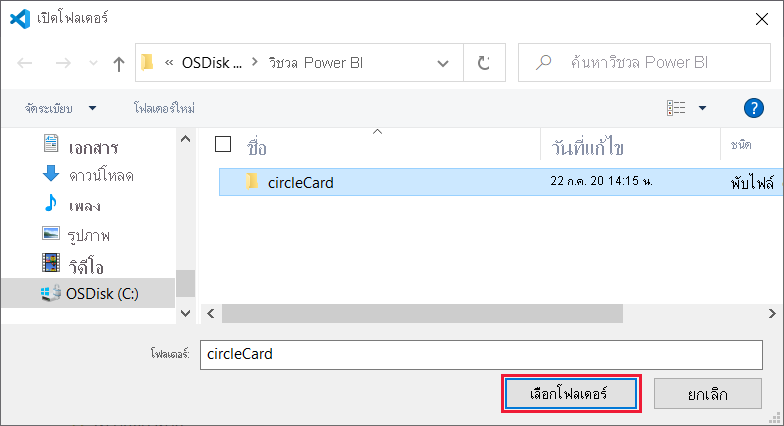 เปิดโฟลเดอร์
« OSDisk ... > วิชวล Power BI
ค้นหาวิชวล Power BI
จัดระเบียบ
โฟลเดอร์ใหม่
เอกสาร
ดาวน์โหลด
เพลง
รูปภาพ
วิดีโอ
OSDisk (C:)
ชื่อ วันที่แก้ไข ชนิด
circleCard 22 ก.ค. 20 14:15 น. พับไฟล์
โฟลเดอร์: circleCard
เลือกโฟลเดอร์ ยกเลิก